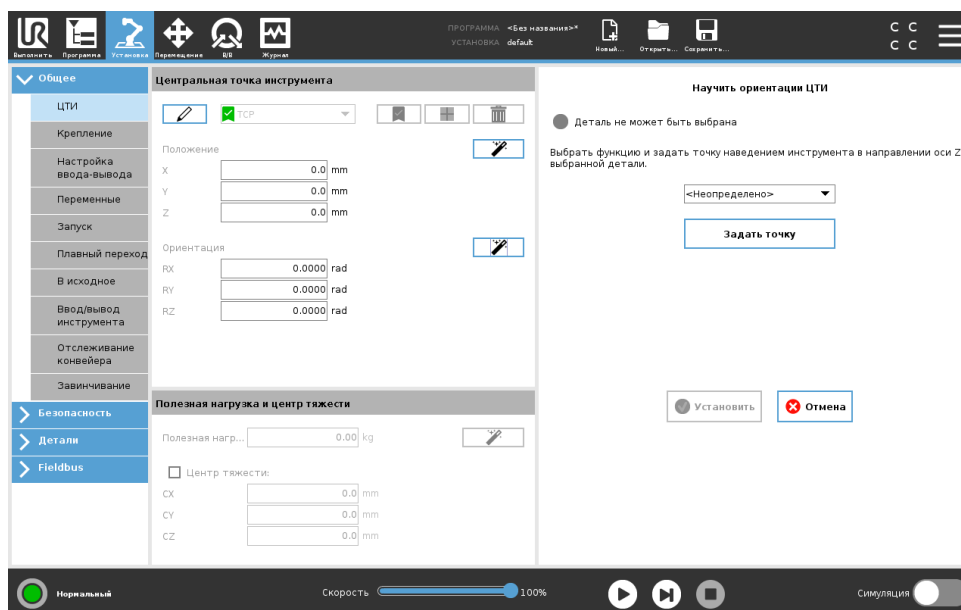 ПРОГРАММА <Без названия>*
УСТАНОВКА default
Выполнить Программа Установка Перемещение В/В Журнал
Новый... Открыть... Сохранить...
C C
C C
Общее
ЦТИ
Крепление
Настройка
ввода-вывода
Переменные
Запуск
Плавный переход
В исходное
Ввод/вывод
инструмента
Отслеживание
конвейера
Завинчивание
Безопасность
Детали
Fieldbus
Центральная точка инструмента
TCP
Положение
X 0.0 mm
Y 0.0 mm
Z 0.0 mm
Ориентация
RX 0.0000 rad
RY 0.0000 rad
RZ 0.0000 rad
Полезная нагрузка и центр тяжести
Полезная нагр... 0.00 kg
Центр тяжести:
CX 0.0 mm
CY 0.0 mm
CZ 0.0 mm
Научить ориентации ЦТИ
Деталь не может быть выбрана
Выбрать функцию и задать точку наведением инструмента в направлении оси Z
выбранной детали.
<Неопределено>
Задать точку
Установить
Отмена
Нормальный
Скорость 100%
Симуляция